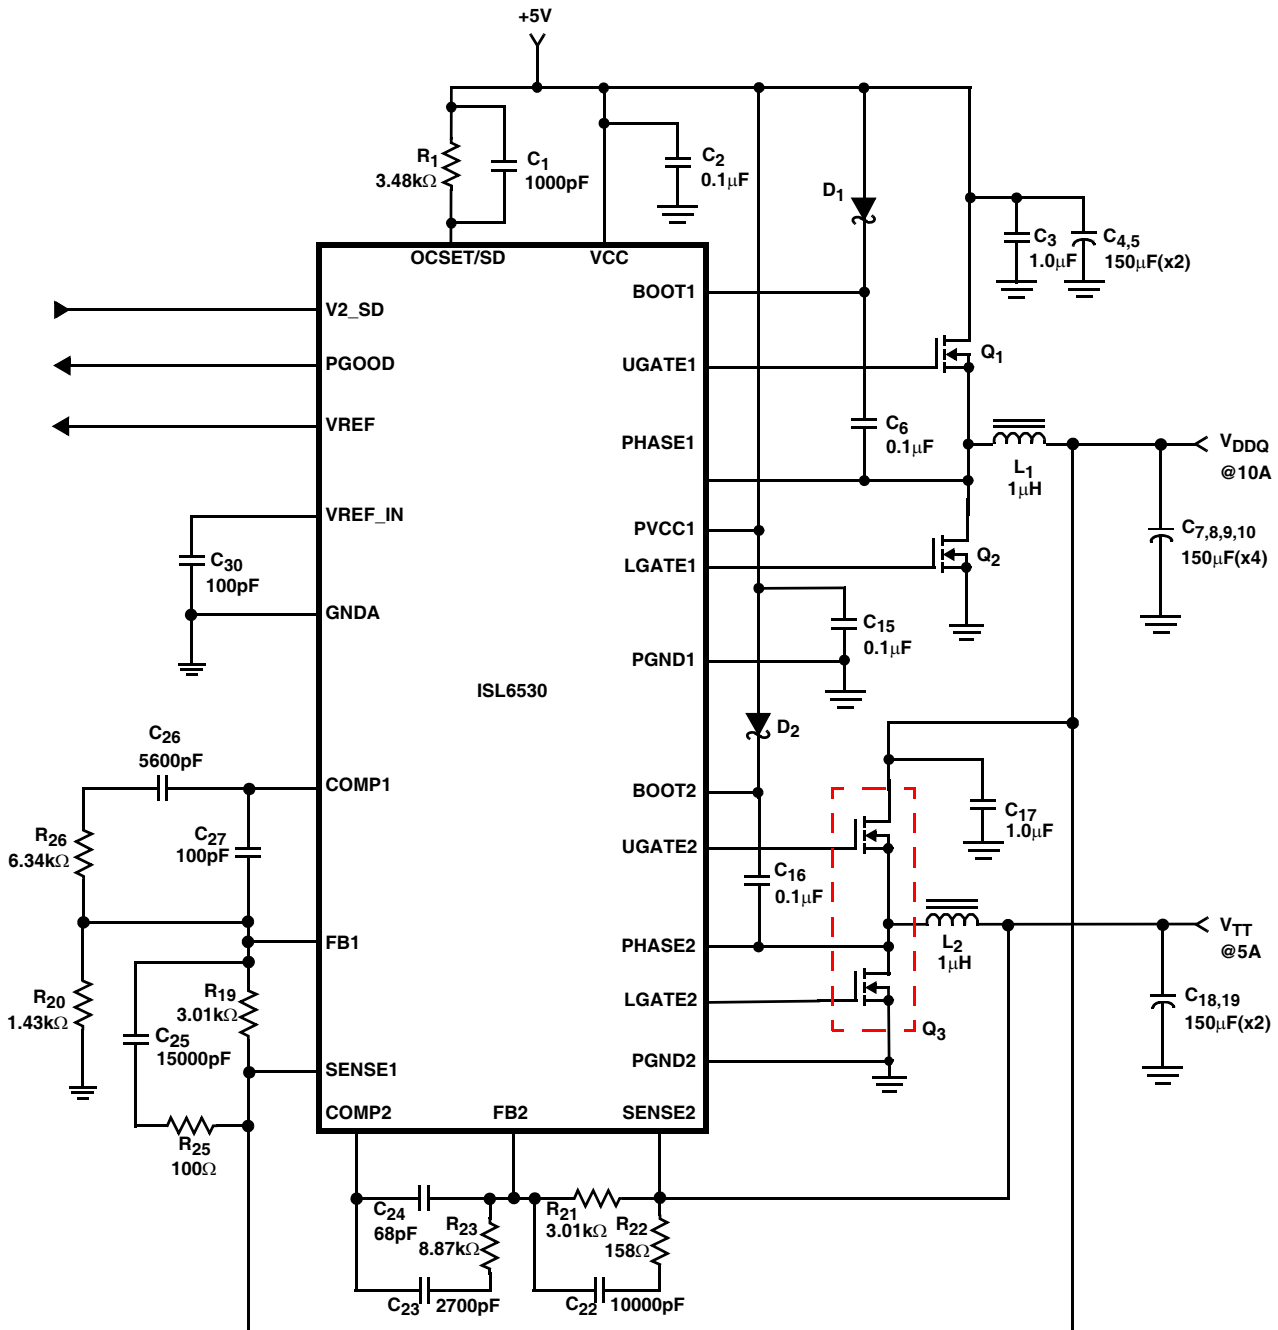 +5V
R1
3.48kΩ
C1
1000pF
C2
0.1µF
D1
C3
1.0µF
C4,5
150µF(x2)
OCSET/SD
VCC
BOOT1
V2_SD
PGOOD
UGATE1
Q1
VREF
PHASE1
C6
0.1µF
L1
1µH
VDDQ
@10A
VREF_IN
PVCC1
C7,8,9,10
150µF(x4)
C30
100pF
LGATE1
Q2
GNDA
C15
0.1µF
PGND1
ISL6530
D2
C26
5600pF
COMP1
BOOT2
C17
1.0µF
R26
6.34kΩ
C27
100pF
UGATE2
C16
0.1µF
FB1
PHASE2
L2
1µH
VTT
@5A
R20
1.43kΩ
R19
3.01kΩ
LGATE2
C18,19
150µF(x2)
C25
15000pF
Q3
SENSE1
PGND2
COMP2
FB2
SENSE2
R25
100Ω
C24
68pF
R23
8.87kΩ
R21
3.01kΩ
R22
158Ω
C23
2700pF
C22
10000pF